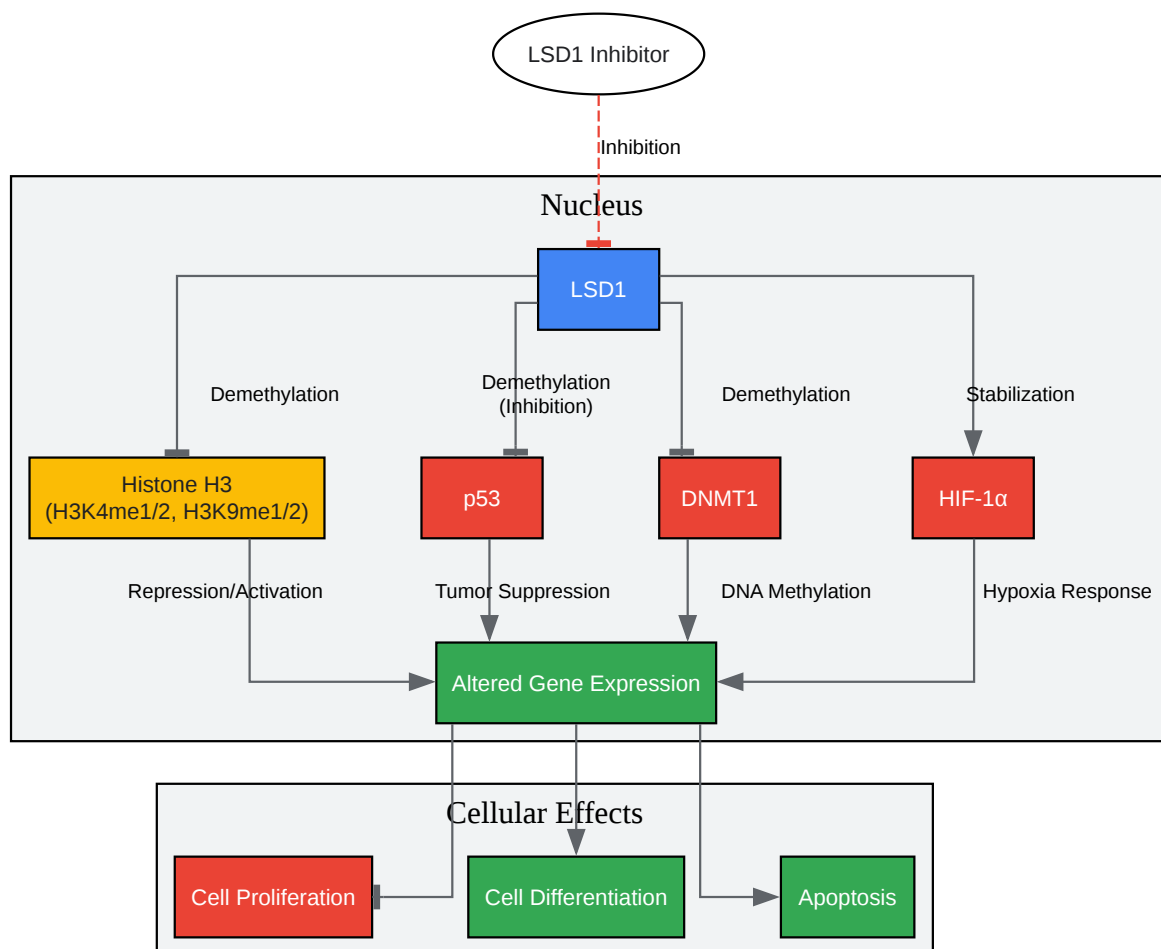 LSD1 Inhibitor
Inhibition
Nucleus
LSD1
Demethylation
Demethylation
(Inhibition)
Demethylation
Stabilization
Histone H3
(H3K4me1/2, H3K9me1/2)
p53
DNMT1
HIF-1α
Repression/Activation
Tumor Suppression
DNA Methylation
Hypoxia Response
Altered Gene Expression
Cellular Effects
Cell Proliferation
Cell Differentiation
Apoptosis